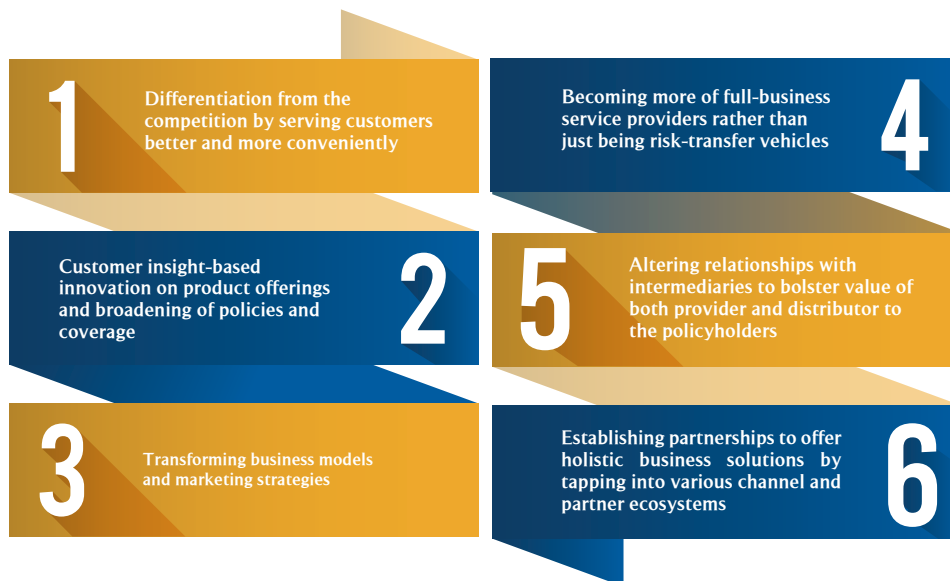 1
Differentiation from the
competition by serving customers
better and more conveniently
Customer insight-based
innovation on product offerings
and broadening of policies and
coverage
2
3
Transforming business models
and marketing strategies
Becoming more of full-business
service providers rather than
just being risk-transfer vehicles
4
5
Altering relationships with
intermediaries to bolster value of
both provider and distributor to
the policyholders
Establishing partnerships to offer
holistic business solutions by
tapping into various channel and
partner ecosystems
6